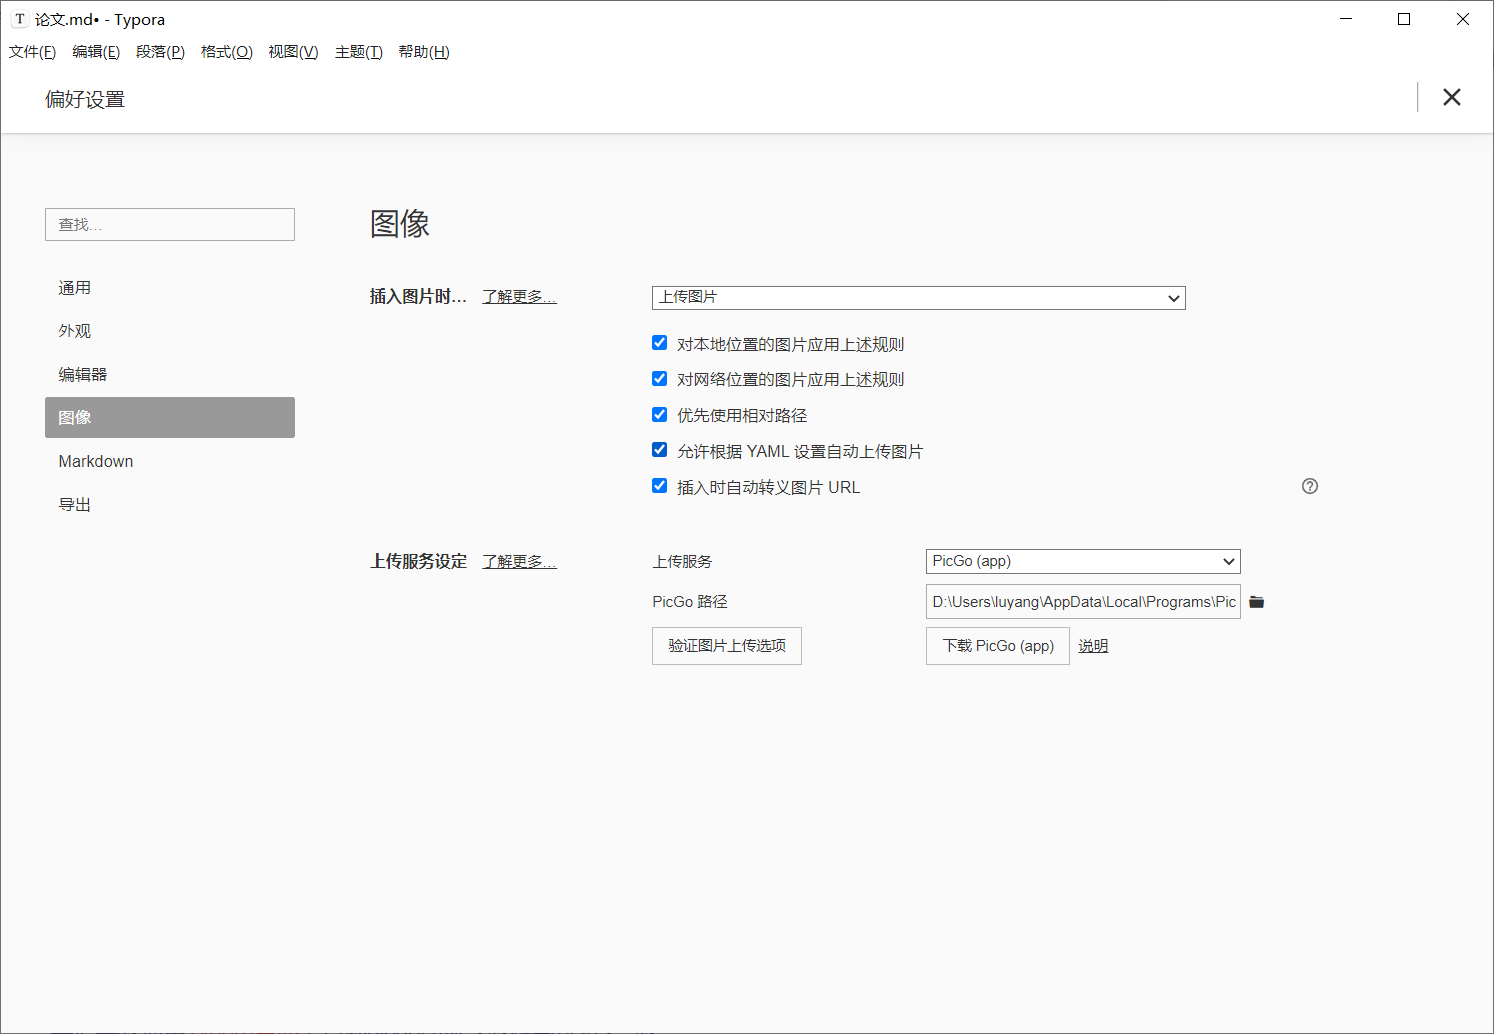 T 论文.md• - Typora
文件(F) 编辑(E) 段落(P) 格式(O) 视图(V) 主题(T) 帮助(H)
偏好设置
查找...
通用
外观
编辑器
图像
Markdown
导出
图像
插入图片时... 了解更多...
上传图片
对本地位置的图片应用上述规则
对网络位置的图片应用上述规则
优先使用相对路径
允许根据 YAML 设置自动上传图片
插入时自动转义图片 URL
上传服务设定 了解更多...
上传服务 PicGo (app)
PicGo 路径 D:\Users\luyang\AppData\Local\Programs\Pic
验证图片上传选项 下载 PicGo (app) 说明